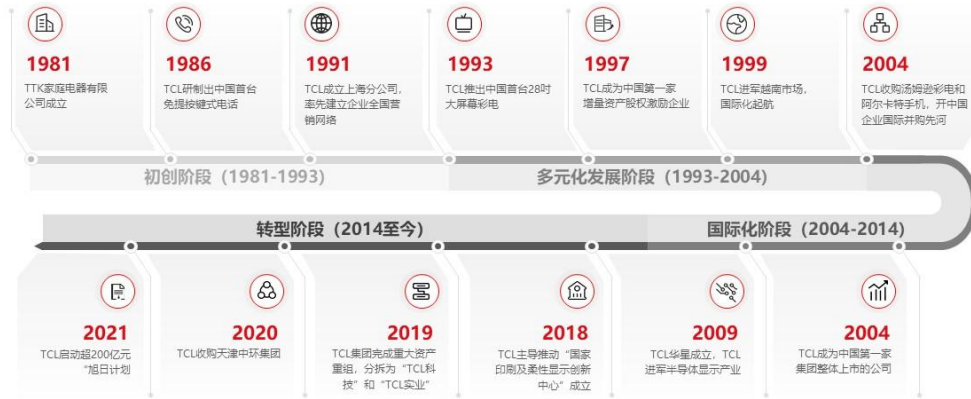 1981
TTK家庭电器有限
公司成立
1986
TCL研制出中国首台
免提按键式电话
1991
TCL成立上海分公司，
率先建立企业全国营
销网络
1993
TCL推出中国首台28吋
大屏幕彩电
1997
TCL成为中国第一家
增量资产股权激励企业
1999
TCL进军越南市场，
国际化起航
2004
TCL收购汤姆逊彩电和
阿尔卡特手机，开中国
企业国际并购先河
初创阶段（1981-1993）
多元化发展阶段（1993-2004）
转型阶段（2014至今）
国际化阶段（2004-2014）
2021
TCL启动超200亿元
“旭日计划
2020
TCL收购天津中环集团
2019
TCL集团完成重大资产
重组，分拆为“TCL科
技”和“TCL实业”
2018
TCL主导推动“国家
印刷及柔性显示创新
中心”成立
2009
TCL华星成立，TCL
进军半导体显示产业
2004
TCL成为中国第一家
集团整体上市的公司